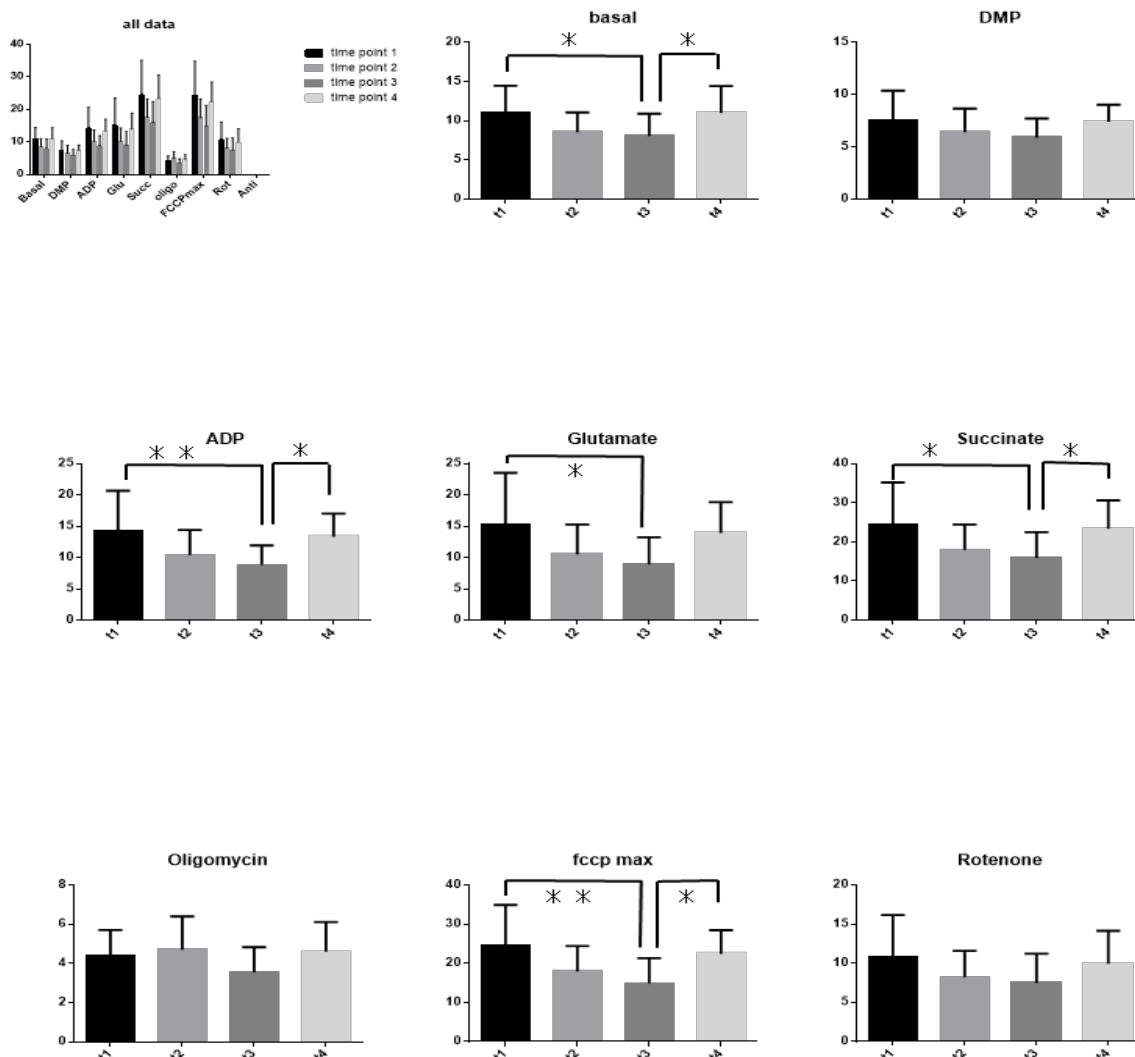 all data
40
30
20
10
0
Basal
DMP
ADP
Glu
Succ
oligo
FCCPmax
Rot
Anti
time point 1
time point 2
time point 3
time point 4
basal
20
15
10
5
0
* *
t1 t2 t3 t4
DMP
15
10
5
0
t1 t2 t3 t4
ADP
25
20
15
10
5
0
* * *
t1 t2 t3 t4
Glutamate
25
20
15
10
5
0
*
t1 t2 t3 t4
Succinate
40
30
20
10
0
* *
t1 t2 t3 t4
Oligomycin
8
6
4
2
0
t1 t2 t3 t4
fccp max
40
30
20
10
0
* * *
t1 t2 t3 t4
Rotenone
20
15
10
5
0
t1 t2 t3 t4